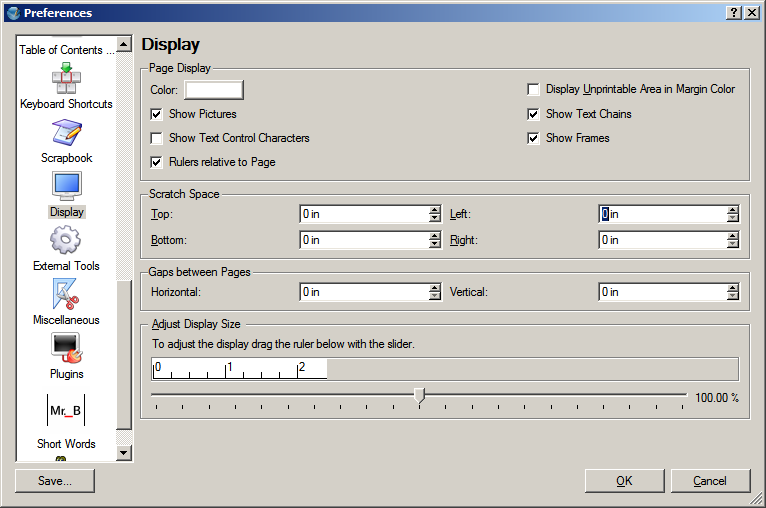 Preferences
Table of Contents ...
Keyboard Shortcuts
Scrapbook
Display
External Tools
Miscellaneous
Plugins
Mr._B
Short Words
Display
Page Display
Color:
Display Unprintable Area in Margin Color
Show Pictures
Show Text Chains
Show Text Control Characters
Show Frames
Rulers relative to Page
Scratch Space
Top: 0 in Left: 0 in
Bottom: 0 in Right: 0 in
Gaps between Pages
Horizontal: 0 in Vertical: 0 in
Adjust Display Size
To adjust the display drag the ruler below with the slider.
0 1 2
100.00 %
Save... OK Cancel